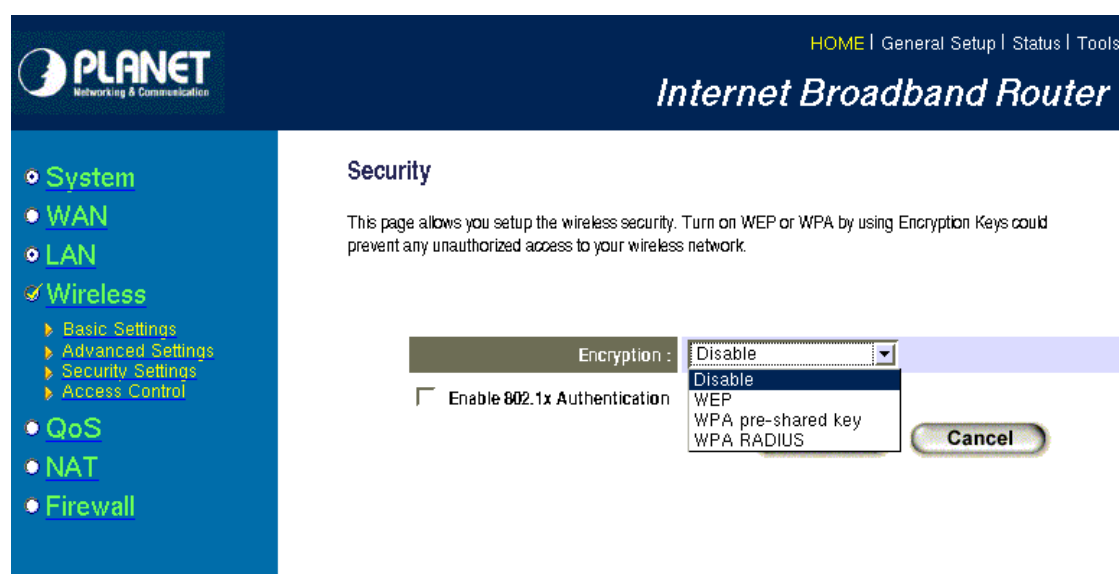 PLANET
Networking & Communication
HOME | General Setup | Status | Tools
Internet Broadband Router
System
WAN
LAN
Wireless
Basic Settings
Advanced Settings
Security Settings
Access Control
QoS
NAT
Firewall
Security
This page allows you setup the wireless security. Turn on WEP or WPA by using Encryption Keys could
prevent any unauthorized access to your wireless network.
Encryption : Disable
Disable
WEP
WPA pre-shared key
WPA RADIUS
Enable 802.1x Authentication
Cancel